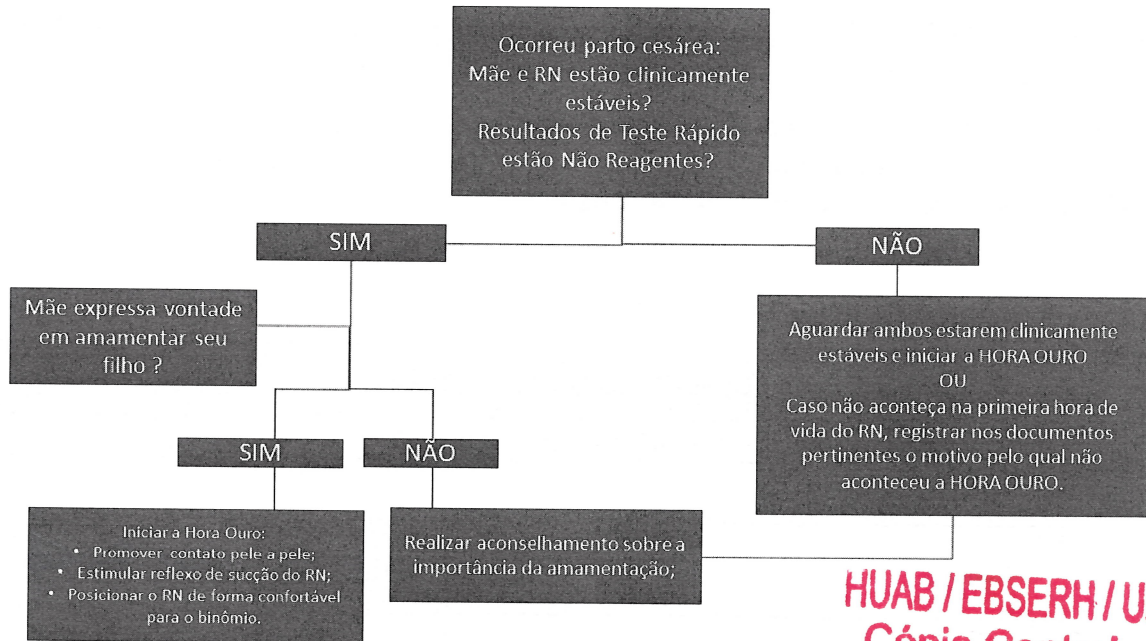 Ocorreu parto cesárea:
Mãe e RN estão clinicamente
estáveis?
Resultados de Teste Rápido
estão Não Reagentes?
SIM
NÃO
Mãe expressa vontade
em amamentar seu
filho ?
Aguardar ambos estarem clinicamente
estáveis e iniciar a HORA OURO
OU
Caso não aconteça na primeira hora de
vida do RN, registrar nos documentos
pertinentes o motivo pelo qual não
aconteceu a HORA OURO.
SIM
NÃO
Iniciar a Hora Ouro:
• Promover contato pele a pele;
• Estimular reflexo de sucção do RN;
• Posicionar o RN de forma confortável
para o binômio.
Realizar aconselhamento sobre a
importância da amamentação;
HUAB / EBSERH / U
Cópia